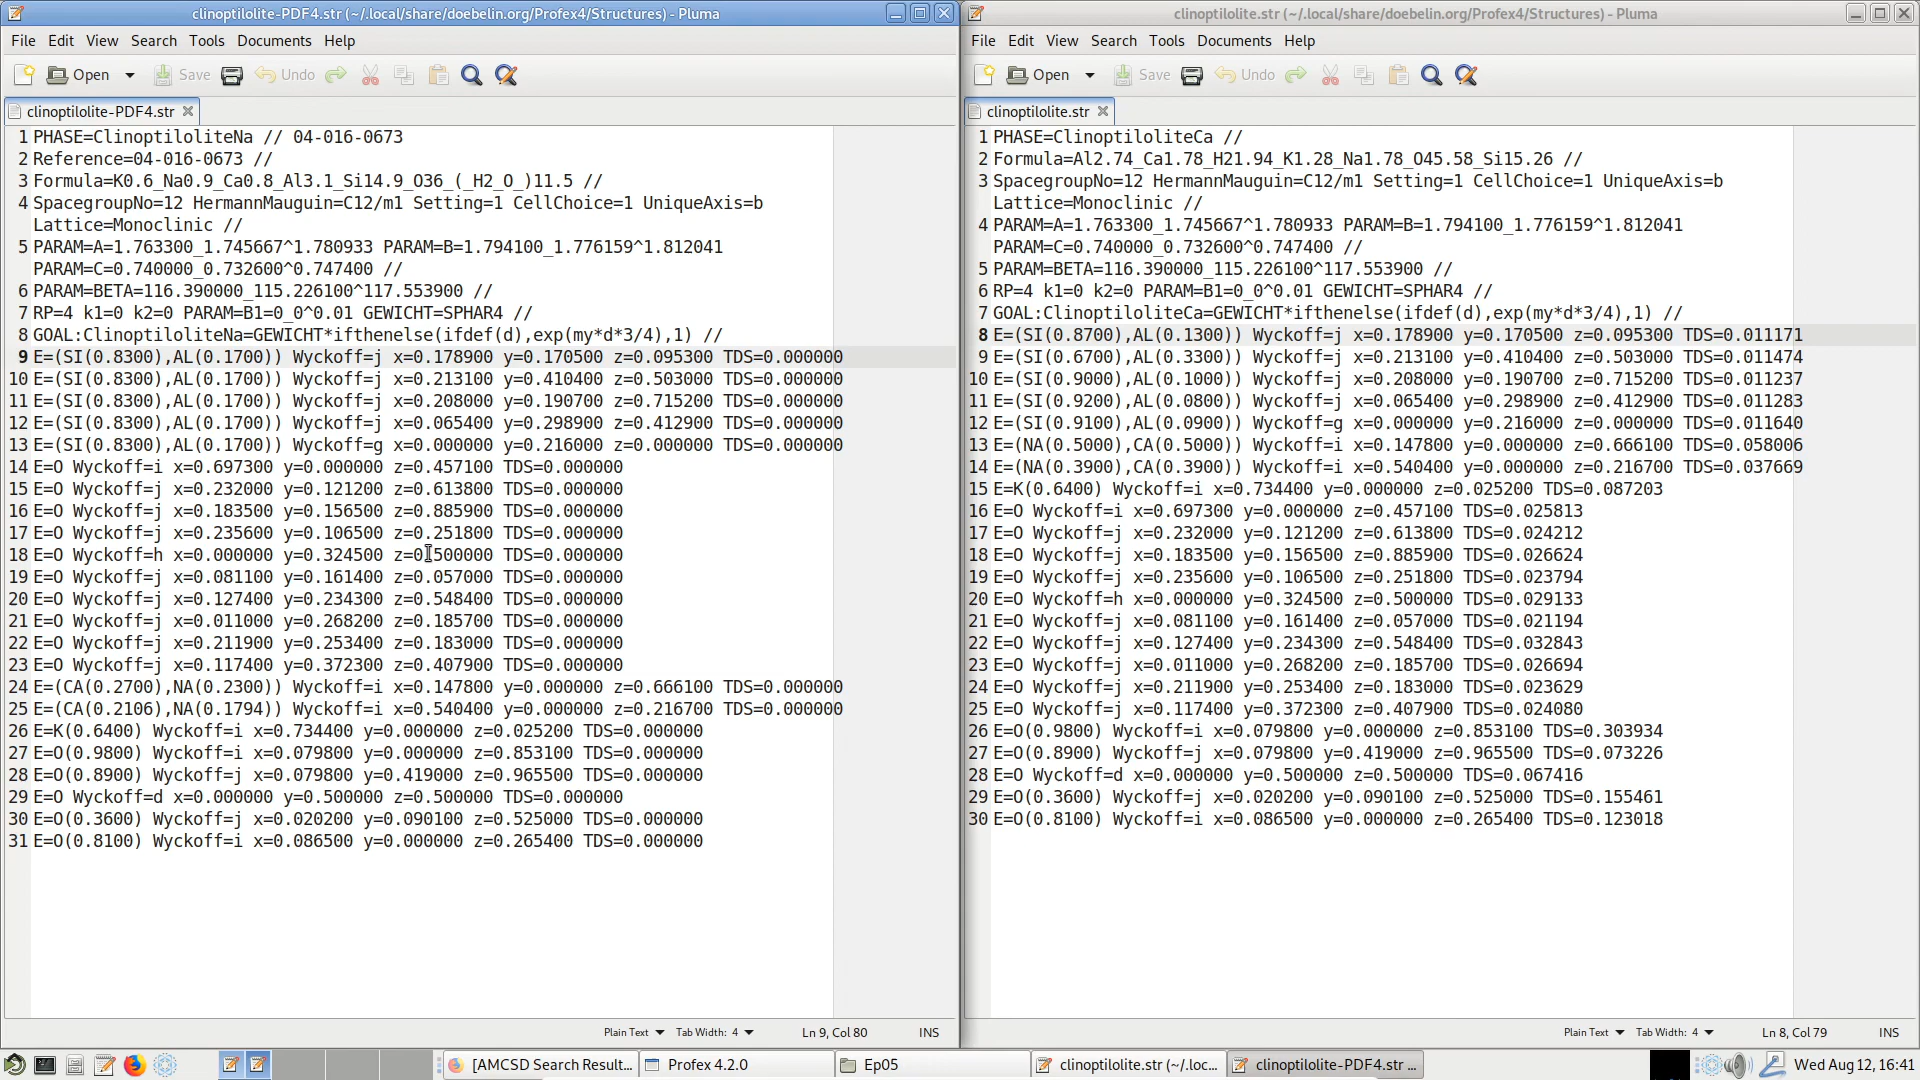 clinoptilolite-PDF4.str (~/.local/share/doebelin.org/Profex4/Structures) - Pluma
File Edit View Search Tools Documents Help
Open Save Undo
clinoptilolite-PDF4.str
1 PHASE=ClinoptiloliteNa // 04-016-0673
2 Reference=04-016-0673 //
3 Formula=K0.6_Na0.9_Ca0.8_Al3.1_Si14.9_O36_(_H2_O_)11.5 //
4 SpacegroupNo=12 HermannMauguin=C12/m1 Setting=1 CellChoice=1 UniqueAxis=b
Lattice=Monoclinic //
5 PARAM=A=1.763300_1.745667^1.780933 PARAM=B=1.794100_1.776159^1.812041
PARAM=C=0.740000_0.732600^0.747400 //
6 PARAM=BETA=116.390000_115.226100^117.553900 //
7 RP=4 k1=0 k2=0 PARAM=B1=0_0^0.01 GEWICHT=SPHAR4 //
8 GOAL:ClinoptiloliteNa=GEWICHT*ifthenelse(ifdef(d),exp(my*d*3/4),1) //
9 E=(SI(0.8300),AL(0.1700)) Wyckoff=j x=0.178900 y=0.170500 z=0.095300 TDS=0.000000
10 E=(SI(0.8300),AL(0.1700)) Wyckoff=j x=0.213100 y=0.410400 z=0.503000 TDS=0.000000
11 E=(SI(0.8300),AL(0.1700)) Wyckoff=j x=0.208000 y=0.190700 z=0.715200 TDS=0.000000
12 E=(SI(0.8300),AL(0.1700)) Wyckoff=j x=0.065400 y=0.298900 z=0.412900 TDS=0.000000
13 E=(SI(0.8300),AL(0.1700)) Wyckoff=g x=0.000000 y=0.216000 z=0.000000 TDS=0.000000
14 E=O Wyckoff=i x=0.697300 y=0.000000 z=0.457100 TDS=0.000000
15 E=O Wyckoff=j x=0.232000 y=0.121200 z=0.613800 TDS=0.000000
16 E=O Wyckoff=j x=0.183500 y=0.156500 z=0.885900 TDS=0.000000
17 E=O Wyckoff=j x=0.235600 y=0.106500 z=0.251800 TDS=0.000000
18 E=O Wyckoff=h x=0.000000 y=0.324500 z=0.500000 TDS=0.000000
19 E=O Wyckoff=j x=0.081100 y=0.161400 z=0.057000 TDS=0.000000
20 E=O Wyckoff=j x=0.127400 y=0.234300 z=0.548400 TDS=0.000000
21 E=O Wyckoff=j x=0.011000 y=0.268200 z=0.185700 TDS=0.000000
22 E=O Wyckoff=j x=0.211900 y=0.253400 z=0.183000 TDS=0.000000
23 E=O Wyckoff=j x=0.117400 y=0.372300 z=0.407900 TDS=0.000000
24 E=(CA(0.2700),NA(0.2300)) Wyckoff=i x=0.147800 y=0.000000 z=0.666100 TDS=0.000000
25 E=(CA(0.2106),NA(0.1794)) Wyckoff=i x=0.540400 y=0.000000 z=0.216700 TDS=0.000000
26 E=K(0.6400) Wyckoff=i x=0.734400 y=0.000000 z=0.025200 TDS=0.000000
27 E=O(0.9800) Wyckoff=i x=0.079800 y=0.000000 z=0.853100 TDS=0.000000
28 E=O(0.8900) Wyckoff=j x=0.079800 y=0.419000 z=0.965500 TDS=0.000000
29 E=O Wyckoff=d x=0.000000 y=0.500000 z=0.500000 TDS=0.000000
30 E=O(0.3600) Wyckoff=j x=0.020200 y=0.090100 z=0.525000 TDS=0.000000
31 E=O(0.8100) Wyckoff=i x=0.086500 y=0.000000 z=0.265400 TDS=0.000000
Plain Text Tab Width: 4 Ln 9, Col 80 INS
clinoptilolite.str (~/.local/share/doebelin.org/Profex4/Structures) - Pluma
File Edit View Search Tools Documents Help
Open Save Undo
clinoptilolite.str
1 PHASE=ClinoptiloliteCa //
2 Formula=Al2.74_Ca1.78_H21.94_K1.28_Na1.78_O45.58_Si15.26 //
3 SpacegroupNo=12 HermannMauguin=C12/m1 Setting=1 CellChoice=1 UniqueAxis=b
Lattice=Monoclinic //
4 PARAM=A=1.763300_1.745667^1.780933 PARAM=B=1.794100_1.776159^1.812041
PARAM=C=0.740000_0.732600^0.747400 //
5 PARAM=BETA=116.390000_115.226100^117.553900 //
6 RP=4 k1=0 k2=0 PARAM=B1=0_0^0.01 GEWICHT=SPHAR4 //
7 GOAL:ClinoptiloliteCa=GEWICHT*ifthenelse(ifdef(d),exp(my*d*3/4),1) //
8 E=(SI(0.8700),AL(0.1300)) Wyckoff=j x=0.178900 y=0.170500 z=0.095300 TDS=0.011171
9 E=(SI(0.6700),AL(0.3300)) Wyckoff=j x=0.213100 y=0.410400 z=0.503000 TDS=0.011474
10 E=(SI(0.9000),AL(0.1000)) Wyckoff=j x=0.208000 y=0.190700 z=0.715200 TDS=0.011237
11 E=(SI(0.9200),AL(0.0800)) Wyckoff=j x=0.065400 y=0.298900 z=0.412900 TDS=0.011283
12 E=(SI(0.9100),AL(0.0900)) Wyckoff=g x=0.000000 y=0.216000 z=0.000000 TDS=0.011640
13 E=(NA(0.5000),CA(0.5000)) Wyckoff=i x=0.147800 y=0.000000 z=0.666100 TDS=0.058006
14 E=(NA(0.3900),CA(0.3900)) Wyckoff=i x=0.540400 y=0.000000 z=0.216700 TDS=0.037669
15 E=K(0.6400) Wyckoff=i x=0.734400 y=0.000000 z=0.025200 TDS=0.087203
16 E=O Wyckoff=i x=0.697300 y=0.000000 z=0.457100 TDS=0.025813
17 E=O Wyckoff=j x=0.232000 y=0.121200 z=0.613800 TDS=0.024212
18 E=O Wyckoff=j x=0.183500 y=0.156500 z=0.885900 TDS=0.026624
19 E=O Wyckoff=j x=0.235600 y=0.106500 z=0.251800 TDS=0.023794
20 E=O Wyckoff=h x=0.000000 y=0.324500 z=0.500000 TDS=0.029133
21 E=O Wyckoff=j x=0.081100 y=0.161400 z=0.057000 TDS=0.021194
22 E=O Wyckoff=j x=0.127400 y=0.234300 z=0.548400 TDS=0.032843
23 E=O Wyckoff=j x=0.011000 y=0.268200 z=0.185700 TDS=0.026694
24 E=O Wyckoff=j x=0.211900 y=0.253400 z=0.183000 TDS=0.023629
25 E=O Wyckoff=j x=0.117400 y=0.372300 z=0.407900 TDS=0.024080
26 E=O(0.9800) Wyckoff=i x=0.079800 y=0.000000 z=0.853100 TDS=0.303934
27 E=O(0.8900) Wyckoff=j x=0.079800 y=0.419000 z=0.965500 TDS=0.073226
28 E=O Wyckoff=d x=0.000000 y=0.500000 z=0.500000 TDS=0.067416
29 E=O(0.3600) Wyckoff=j x=0.020200 y=0.090100 z=0.525000 TDS=0.155461
30 E=O(0.8100) Wyckoff=i x=0.086500 y=0.000000 z=0.265400 TDS=0.123018
Plain Text Tab Width: 4 Ln 8, Col 79 INS
[AMCSD Search Result... Profex 4.2.0 Ep05 clinoptilolite.str (~/.loc... clinoptilolite-PDF4.str ... Wed Aug 12, 16:41